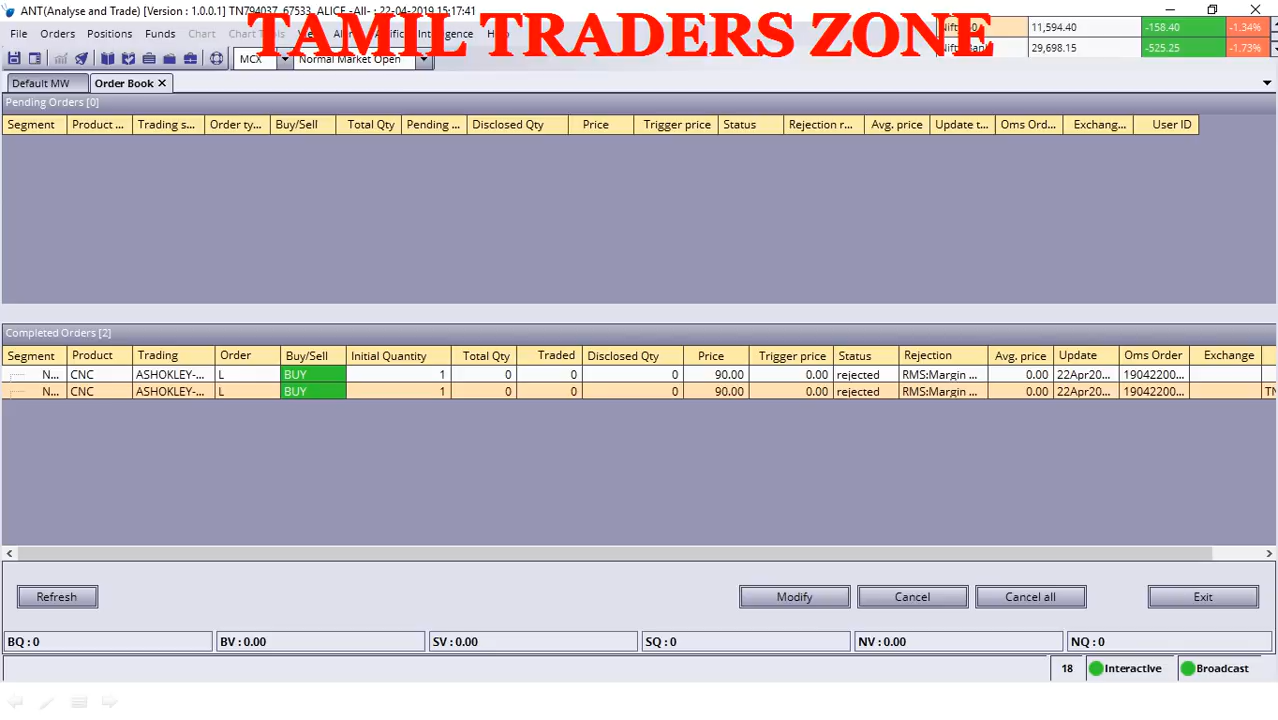 ANT(Analyse and Trade) [Version : 1.0.0.1] TN794037_67533_ALICE -All- : 22-04-2019 15:17:41
TAMIL TRADERS ZONE
File Orders Positions Funds Chart Chart
11,594.40 -158.40 -1.34%
29,698.15 -525.25 -1.73%
MCX Normal Market Open
Default MW Order Book
Pending Orders [0]
Segment Product ... Trading s... Order ty... Buy/Sell Total Qty Pending ... Disclosed Qty Price Trigger price Status Rejection r... Avg. price Update t... Oms Ord... Exchang... User ID
Completed Orders [2]
Segment Product Trading Order Buy/Sell Initial Quantity Total Qty Traded Disclosed Qty Price Trigger price Status Rejection Avg. price Update Oms Order Exchange
N... CNC ASHOKLEY-... L BUY 1 0 0 0 90.00 0.00 rejected RMS:Margin ... 0.00 22Apr20... 19042200...
N... CNC ASHOKLEY-... L BUY 1 0 0 0 90.00 0.00 rejected RMS:Margin ... 0.00 22Apr20... 19042200...
Refresh Modify Cancel Cancel all Exit
BQ : 0 BV : 0.00 SV : 0.00 SQ : 0 NV : 0.00 NQ : 0
18 Interactive Broadcast